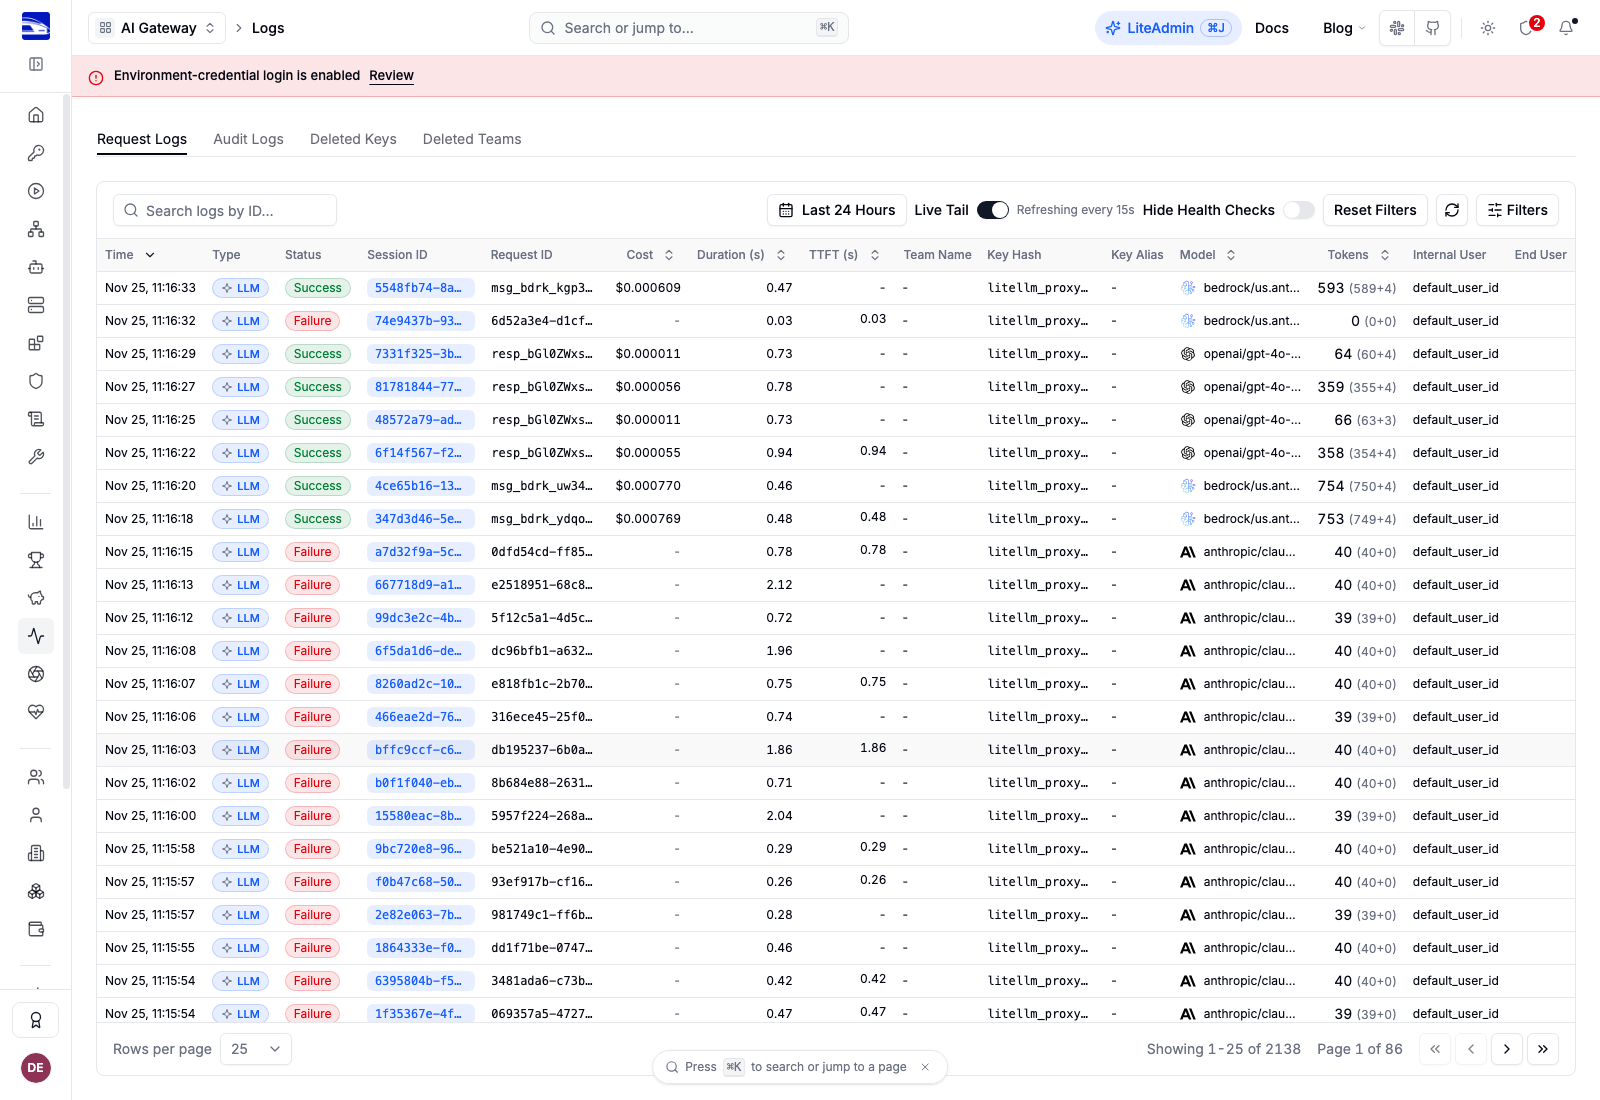 AI Gateway > Logs Search or jump to... ⌘K LiteAdmin ⌘J Docs Blog 2
Environment-credential login is enabled Review
Request Logs Audit Logs Deleted Keys Deleted Teams
Search logs by ID... Last 24 Hours Live Tail Refreshing every 15s Hide Health Checks Reset Filters Filters
Time Type Status Session ID Request ID Cost Duration (s) TTFT (s) Team Name Key Hash Key Alias Model Tokens Internal User End User
Nov 25, 11:16:33 LLM Success 5548fb74-8a… msg_bdrk_kgp3… $0.000609 0.47 - - litellm_proxy… - bedrock/us.ant... 593 (589+4) default_user_id
Nov 25, 11:16:32 LLM Failure 74e9437b-93… 6d52a3e4-d1cf… - 0.03 0.03 - litellm_proxy… - bedrock/us.ant... 0 (0+0) default_user_id
Nov 25, 11:16:29 LLM Success 7331f325-3b… resp_bGl0ZWxs… $0.000011 0.73 - - litellm_proxy… - openai/gpt-4o-... 64 (60+4) default_user_id
Nov 25, 11:16:27 LLM Success 81781844-77… resp_bGl0ZWxs… $0.000056 0.78 - - litellm_proxy… - openai/gpt-4o-... 359 (355+4) default_user_id
Nov 25, 11:16:25 LLM Success 48572a79-ad… resp_bGl0ZWxs… $0.000011 0.73 - - litellm_proxy… - openai/gpt-4o-... 66 (63+3) default_user_id
Nov 25, 11:16:22 LLM Success 6f14f567-f2… resp_bGl0ZWxs… $0.000055 0.94 0.94 - litellm_proxy… - openai/gpt-4o-... 358 (354+4) default_user_id
Nov 25, 11:16:20 LLM Success 4ce65b16-13… msg_bdrk_uw34… $0.000770 0.46 - - litellm_proxy… - bedrock/us.ant... 754 (750+4) default_user_id
Nov 25, 11:16:18 LLM Success 347d3d46-5e… msg_bdrk_ydqo… $0.000769 0.48 0.48 - litellm_proxy… - bedrock/us.ant... 753 (749+4) default_user_id
Nov 25, 11:16:15 LLM Failure a7d32f9a-5c… 0dfd54cd-ff85… - 0.78 0.78 - litellm_proxy… - anthropic/clau... 40 (40+0) default_user_id
Nov 25, 11:16:13 LLM Failure 667718d9-a1… e2518951-68c8… - 2.12 - - litellm_proxy… - anthropic/clau... 40 (40+0) default_user_id
Nov 25, 11:16:12 LLM Failure 99dc3e2c-4b… 5f12c5a1-4d5c… - 0.72 - - litellm_proxy… - anthropic/clau... 39 (39+0) default_user_id
Nov 25, 11:16:08 LLM Failure 6f5da1d6-de… dc96bfb1-a632… - 1.96 - - litellm_proxy… - anthropic/clau... 40 (40+0) default_user_id
Nov 25, 11:16:07 LLM Failure 8260ad2c-10… e818fb1c-2b70… - 0.75 0.75 - litellm_proxy… - anthropic/clau... 40 (40+0) default_user_id
Nov 25, 11:16:06 LLM Failure 466eae2d-76… 316ece45-25f0… - 0.74 - - litellm_proxy… - anthropic/clau... 39 (39+0) default_user_id
Nov 25, 11:16:03 LLM Failure bffc9ccf-c6… db195237-6b0a… - 1.86 1.86 - litellm_proxy… - anthropic/clau... 40 (40+0) default_user_id
Nov 25, 11:16:02 LLM Failure b0f1f040-eb… 8b684e88-2631… - 0.71 - - litellm_proxy… - anthropic/clau... 40 (40+0) default_user_id
Nov 25, 11:16:00 LLM Failure 15580eac-8b… 5957f224-268a… - 2.04 - - litellm_proxy… - anthropic/clau... 39 (39+0) default_user_id
Nov 25, 11:15:58 LLM Failure 9bc720e8-96… be521a10-4e90… - 0.29 0.29 - litellm_proxy… - anthropic/clau... 40 (40+0) default_user_id
Nov 25, 11:15:57 LLM Failure f0b47c68-50… 93ef917b-cf16… - 0.26 0.26 - litellm_proxy… - anthropic/clau... 40 (40+0) default_user_id
Nov 25, 11:15:57 LLM Failure 2e82e063-7b… 981749c1-ff6b… - 0.28 - - litellm_proxy… - anthropic/clau... 39 (39+0) default_user_id
Nov 25, 11:15:55 LLM Failure 1864333e-f0… dd1f71be-0747… - 0.46 - - litellm_proxy… - anthropic/clau... 40 (40+0) default_user_id
Nov 25, 11:15:54 LLM Failure 6395804b-f5… 3481ada6-c73b… - 0.42 0.42 - litellm_proxy… - anthropic/clau... 40 (40+0) default_user_id
Nov 25, 11:15:54 LLM Failure 1f35367e-4f… 069357a5-4727… - 0.47 0.47 - litellm_proxy… - anthropic/clau... 39 (39+0) default_user_id
Rows per page 25 Showing 1-25 of 2138 Page 1 of 86
Press ⌘K to search or jump to a page
DE